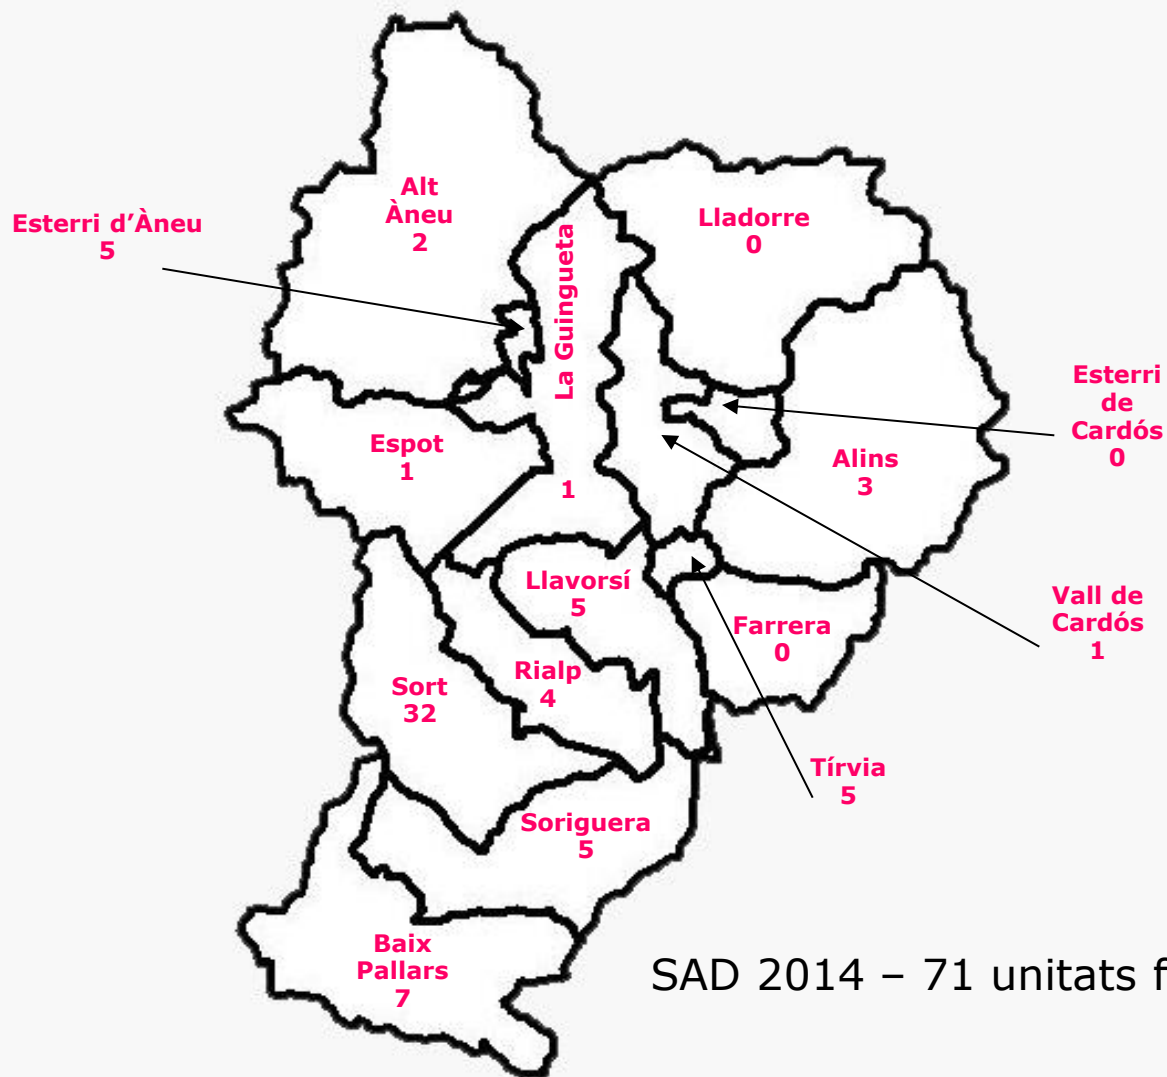 Alt
Àneu
2
Esterri d’Àneu
5
Lladorre
0
La Guingueta
1
Esterri
de
Cardós
0
Espot
1
Alins
3
Llavorsí
5
Vall de
Cardós
1
Farrera
0
Rialp
4
Sort
32
Tírvia
5
Soriguera
5
Baix
Pallars
7
SAD 2014 – 71 unitats f